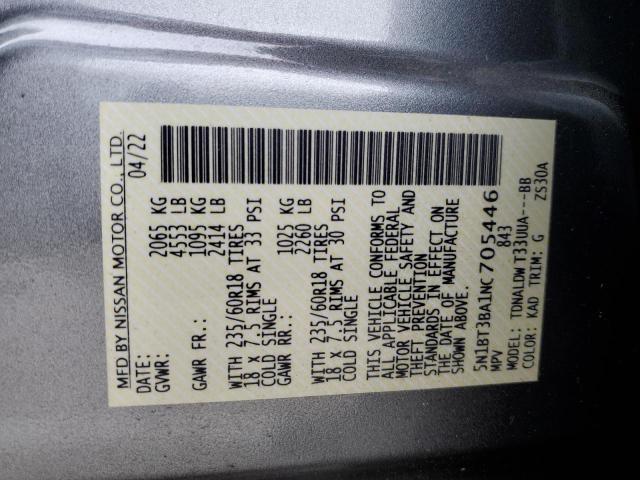 MFD BY NISSAN MOTOR CO., LTD.
DATE: 04/22
GVWR: 2065 KG
4553 LB
GAWR FR.: 1095 KG
2414 LB
WITH 235/60R18 TIRES
18 X 7.5 RIMS AT 33 PSI
COLD SINGLE
GAWR RR.: 1025 KG
2260 LB
WITH 235/60R18 TIRES
18 X 7.5 RIMS AT 30 PSI
COLD SINGLE
THIS VEHICLE CONFORMS TO
ALL APPLICABLE FEDERAL
MOTOR VEHICLE SAFETY AND
THEFT PREVENTION
STANDARDS IN EFFECT ON
THE DATE OF MANUFACTURE
SHOWN ABOVE.
5N1BT3BA1NC705446
MPV 843
MODEL: TDNALDW T33UUA---BB
COLOR: KAD TRIM: G ZS30A